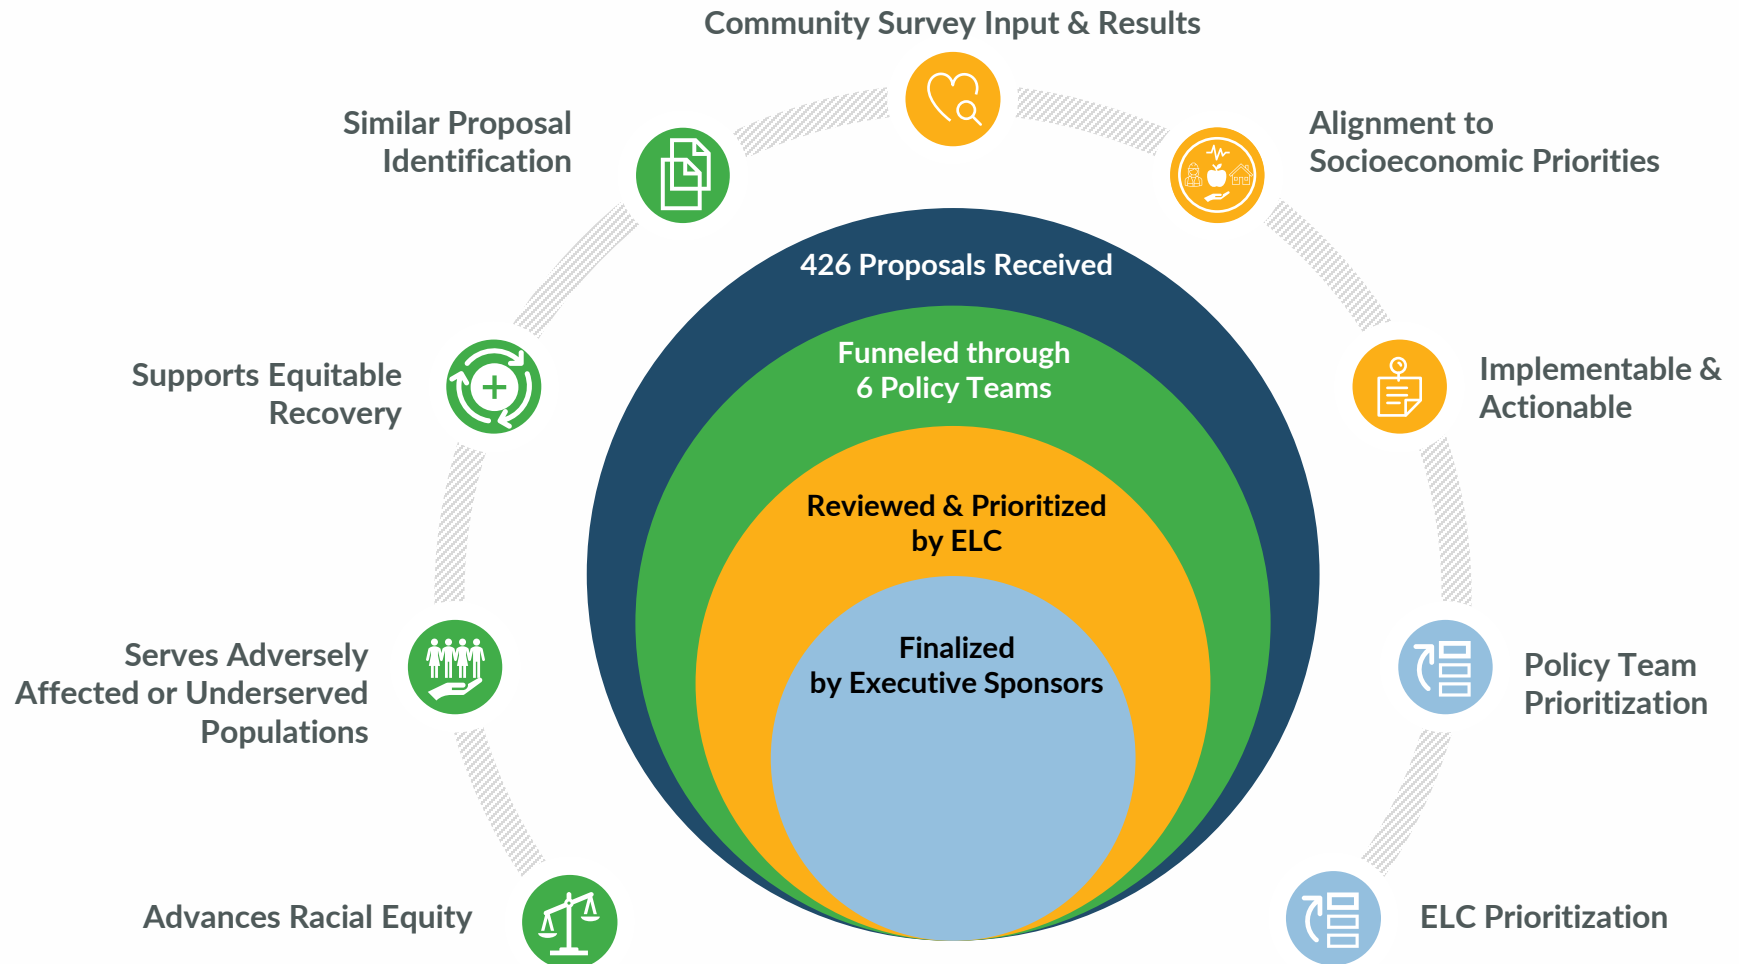 Community Survey Input & Results
Similar Proposal
Identification
Alignment to
Socioeconomic Priorities
426 Proposals Received
Funneled through
6 Policy Teams
Supports Equitable
Recovery
Implementable &
Actionable
Reviewed & Prioritized
by ELC
Finalized
by Executive Sponsors
Serves Adversely
Affected or Underserved
Populations
Policy Team
Prioritization
Advances Racial Equity
ELC Prioritization